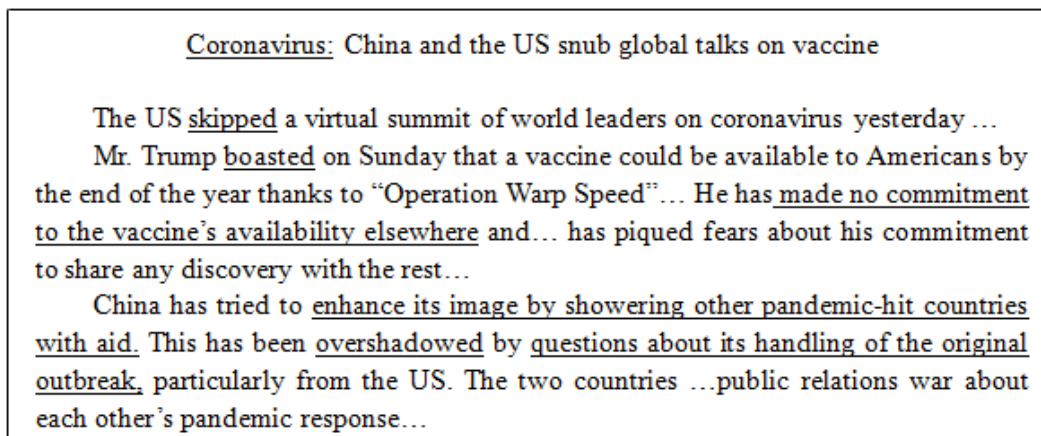 Coronavirus: China and the US snub global talks on vaccine
The US skipped a virtual summit of world leaders on coronavirus yesterday …
Mr. Trump boasted on Sunday that a vaccine could be available to Americans by
the end of the year thanks to “Operation Warp Speed”… He has made no commitment
to the vaccine’s availability elsewhere and… has piqued fears about his commitment
to share any discovery with the rest…
China has tried to enhance its image by showering other pandemic-hit countries
with aid. This has been overshadowed by questions about its handling of the original
outbreak, particularly from the US. The two countries …public relations war about
each other’s pandemic response…